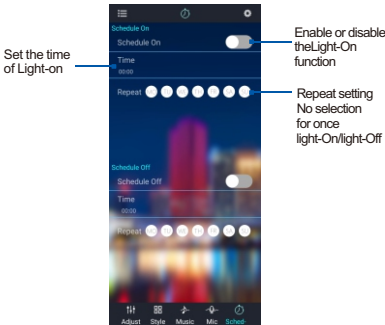 Schedule On
Schedule On
Time
00:00
Repeat
Schedule Off
Schedule Off
Time
00:00
Repeat
Adjust Style Music Mic Sched-
Set the time
of Light-on
Enable or disable
theLight-On
function
Repeat setting
No selection
for once
light-On/light-Off